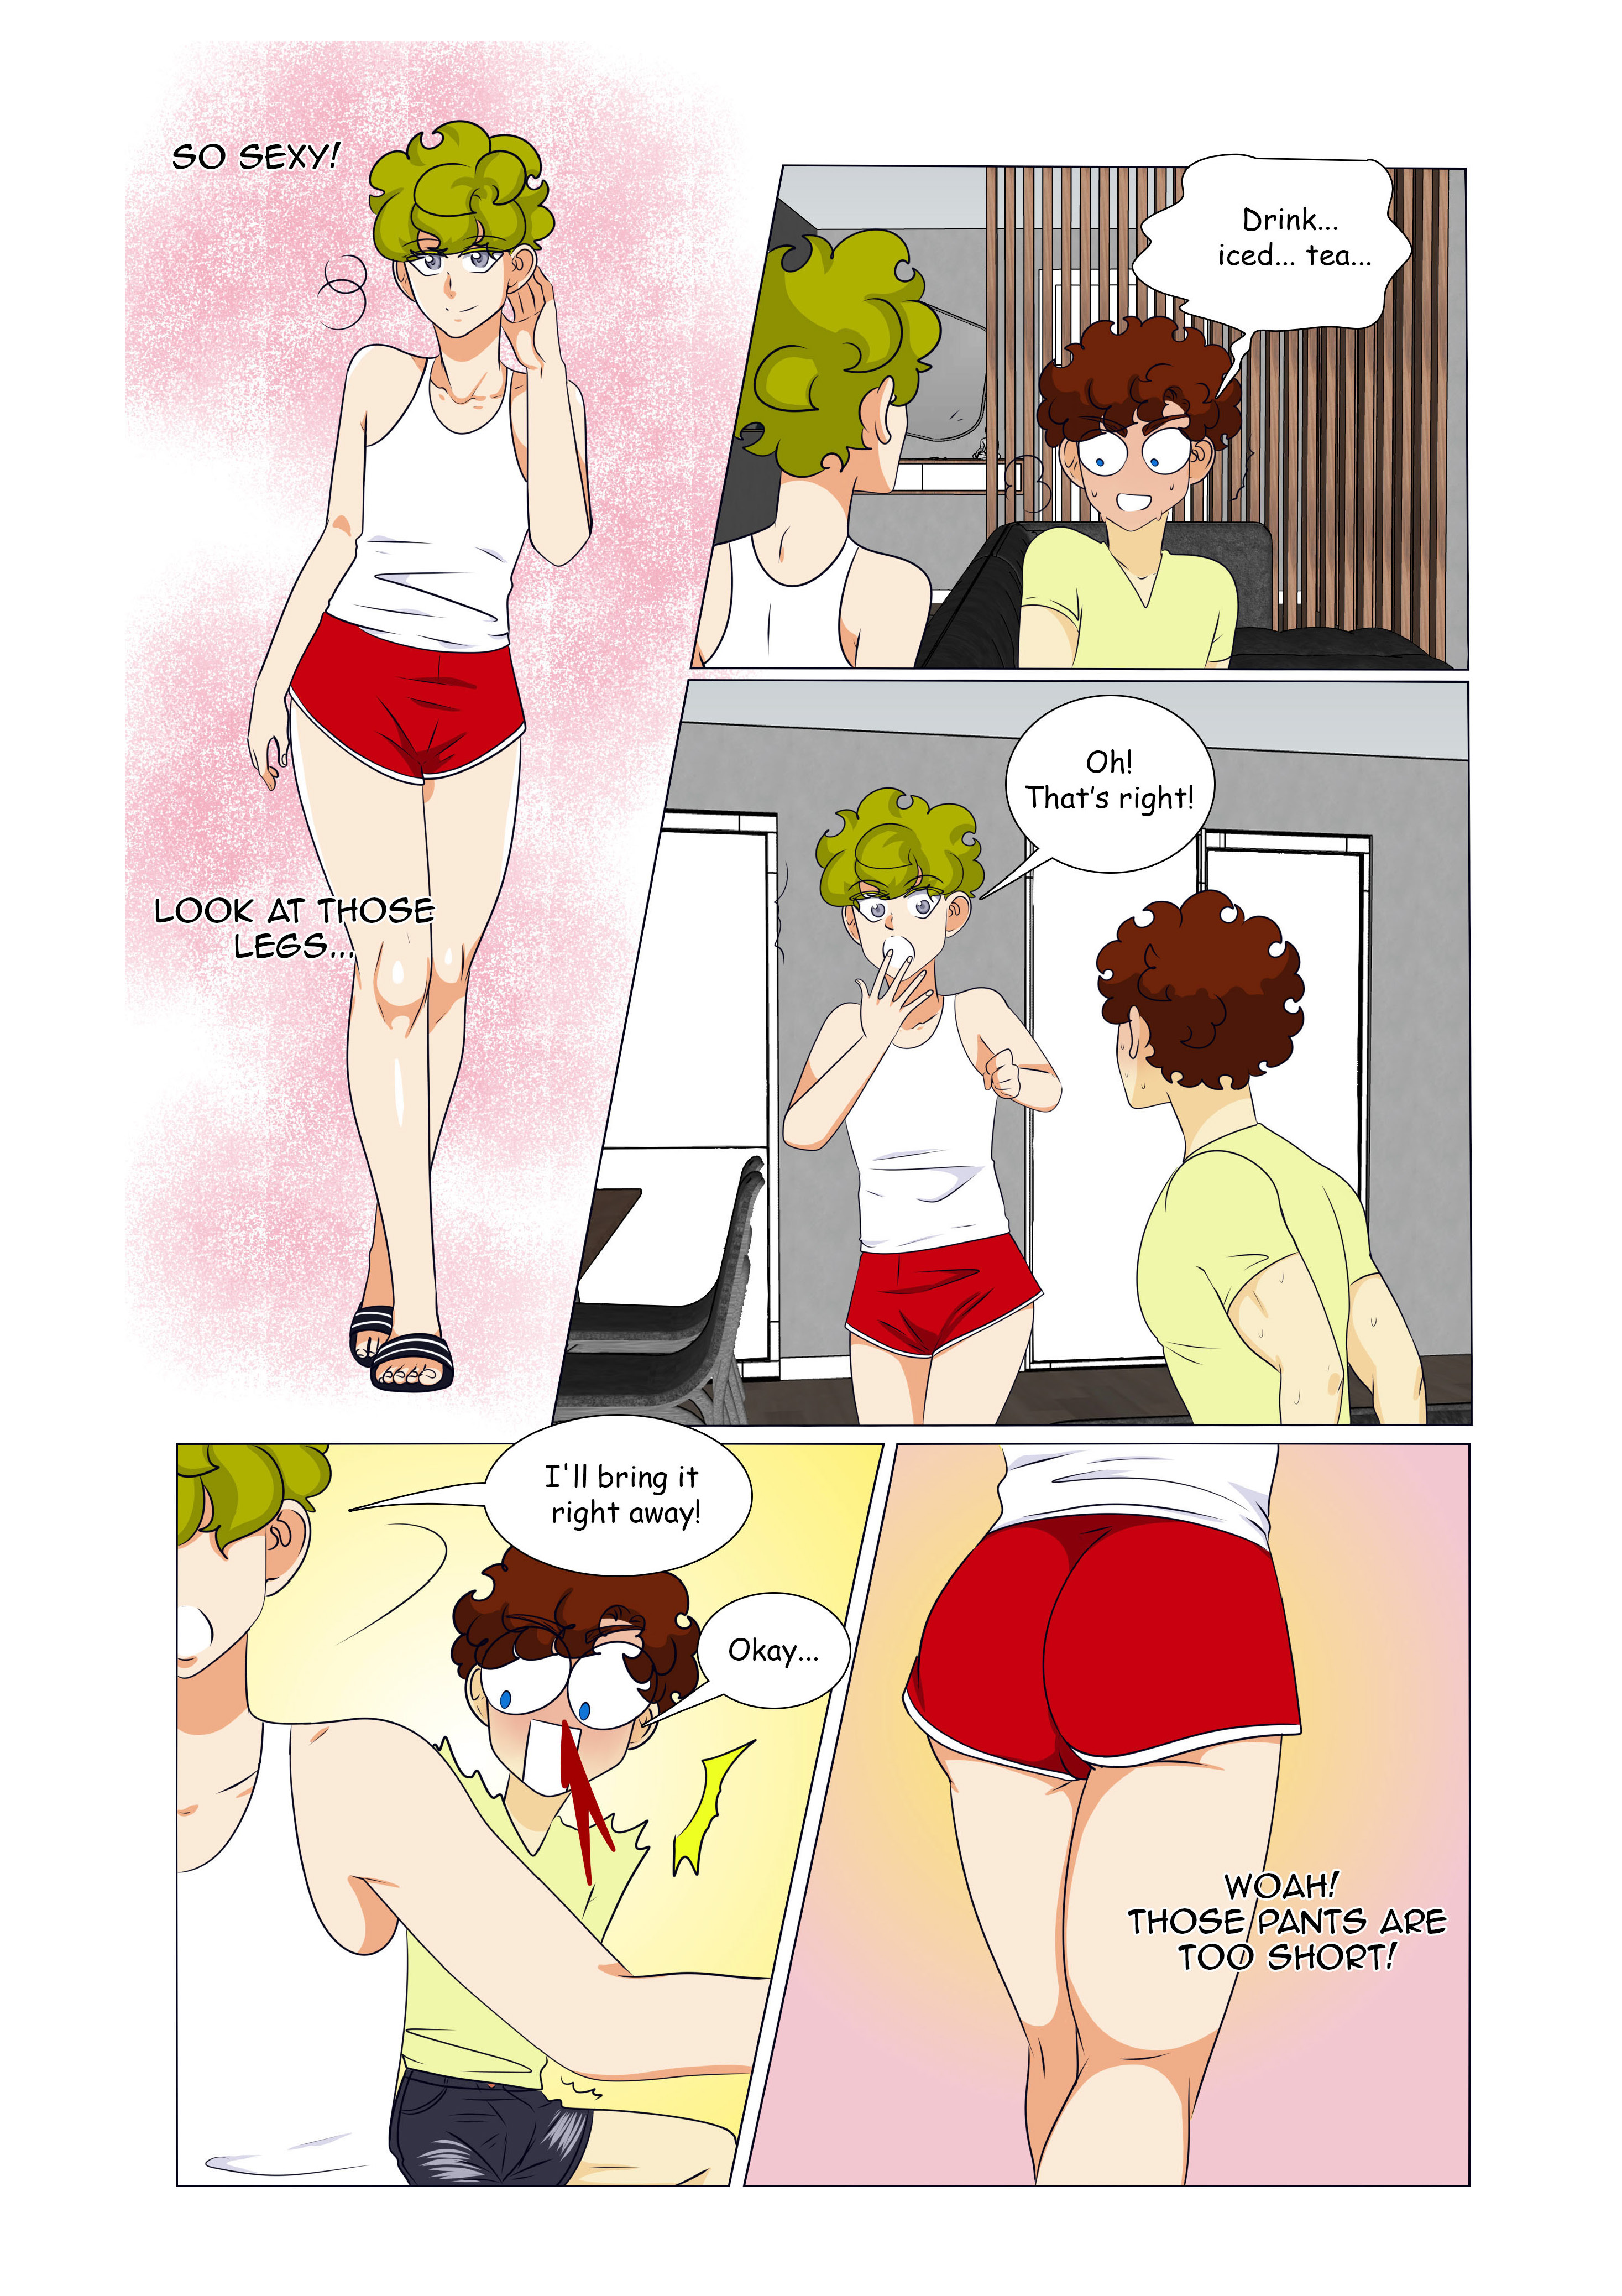 SO SEXY!
LOOK AT THOSE
LEGS...
Drink...
iced... tea...
Oh!
That's right!
I'll bring it
right away!
Okay...
WOAH!
THOSE PANTS ARE
TOO SHORT!